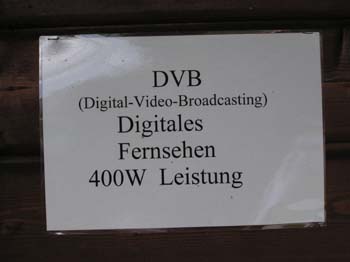 DVB
(Digital-Video-Broadcasting)
Digitales
Fernsehen
400W Leistung